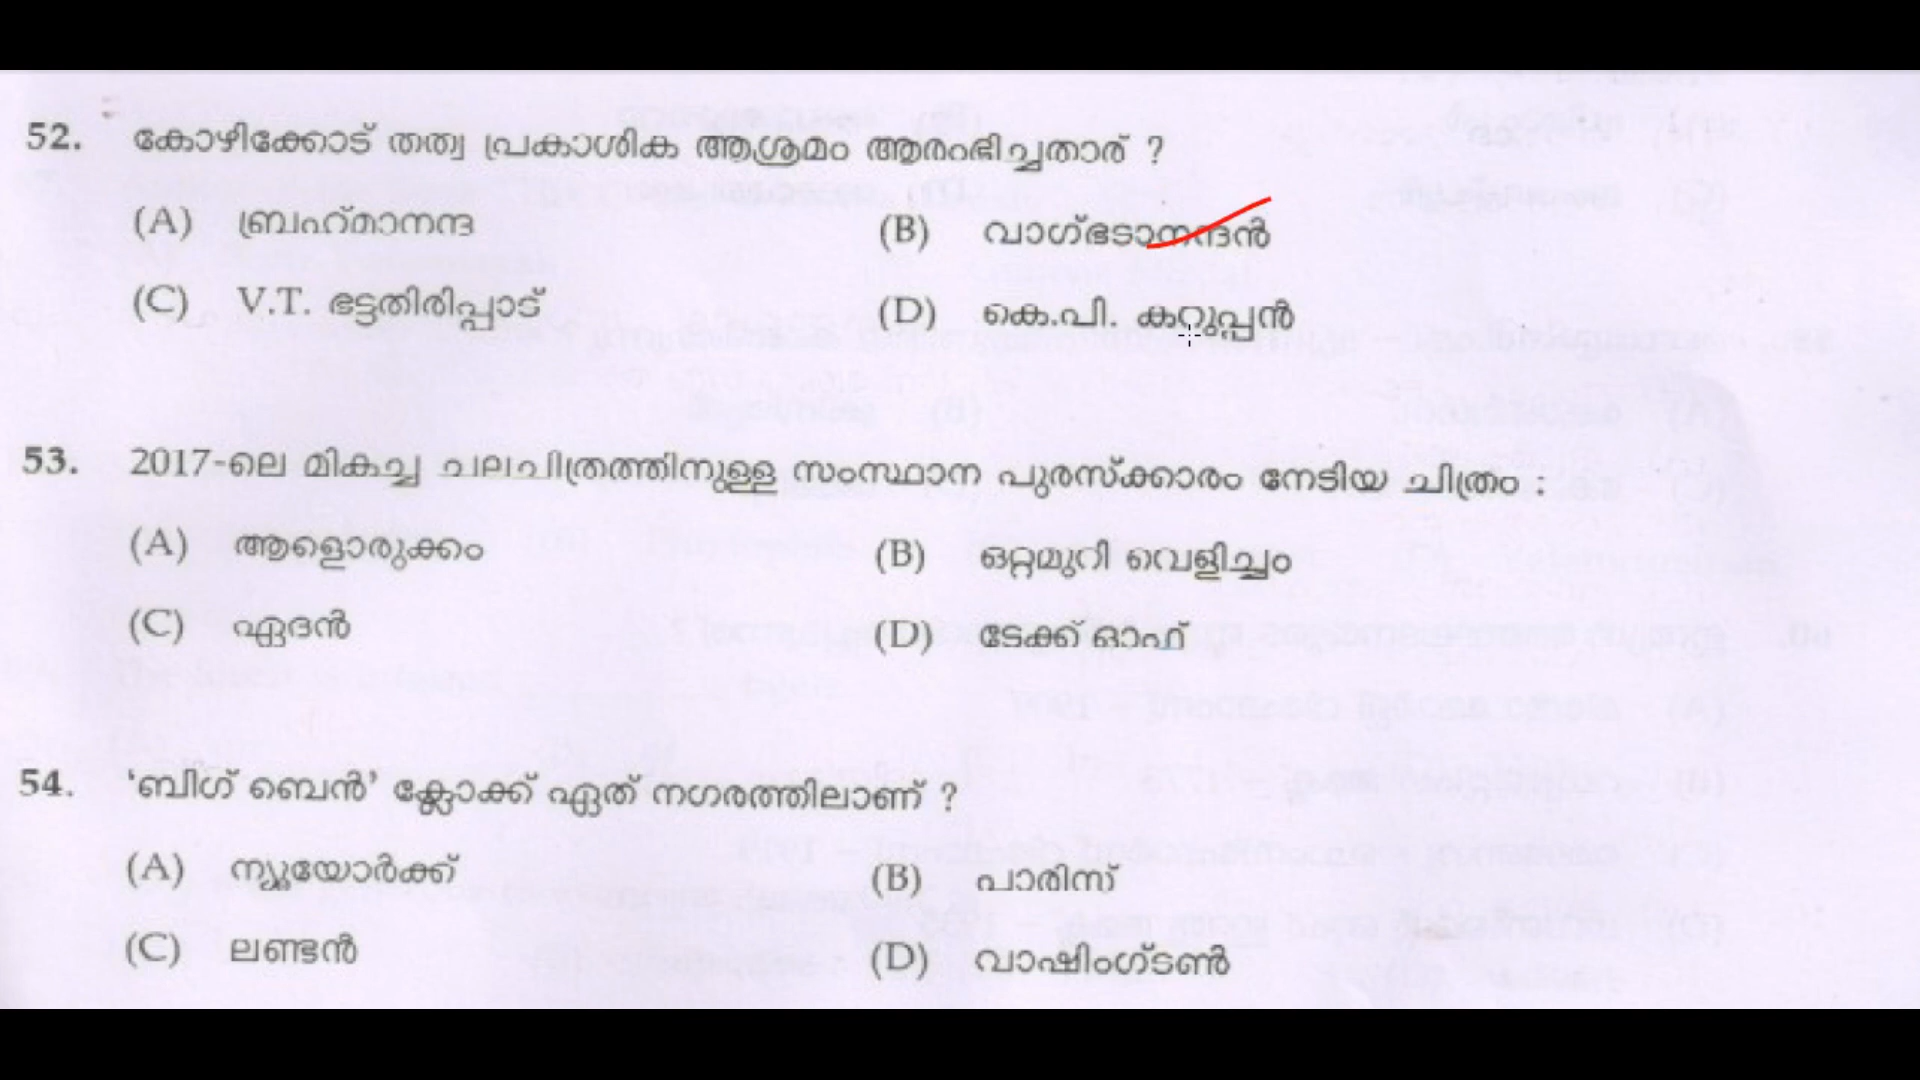 52. കോഴിക്കോട് തത്വ പ്രകാശിക ആശ്രമം ആരംഭിച്ചതാര് ?
(A) ബ്രഹ്മാനന്ദ (B) വാഗ്ഭടാനന്ദൻ
(C) V.T. ഭട്ടതിരിപ്പാട് (D) കെ.പി. കറുപ്പൻ
53. 2017-ലെ മികച്ച ചലചിത്രത്തിനുള്ള സംസ്ഥാന പുരസ്ക്കാരം നേടിയ ചിത്രം :
(A) ആളൊരുക്കം (B) ഒറ്റമുറി വെളിച്ചം
(C) ഏദൻ (D) ടേക്ക് ഓഫ്
54. ‘ബിഗ് ബെൻ’ ക്ലോക്ക് ഏത് നഗരത്തിലാണ് ?
(A) ന്യൂയോർക്ക് (B) പാരിസ്
(C) ലണ്ടൻ (D) വാഷിംഗ്ടൺ